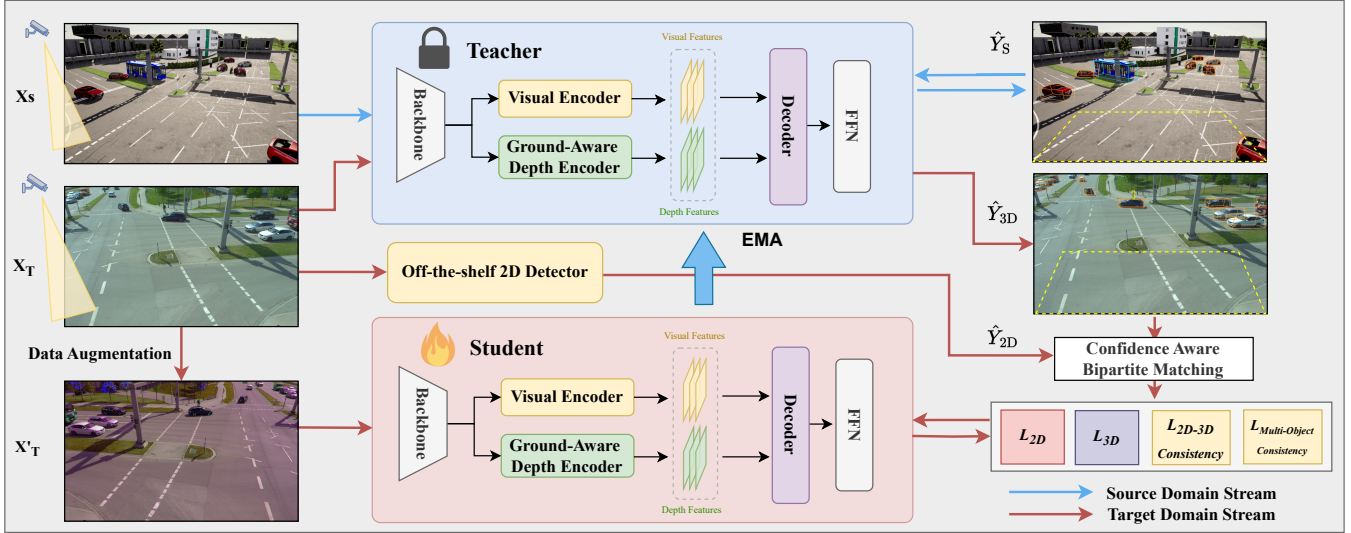 Xs
X_T
Data Augmentation
X'_T
Teacher
Backbone
Visual Encoder
Ground-Aware
Depth Encoder
Visual Features
Depth Features
Decoder
FFN
EMA
Off-the-shelf 2D Detector
Student
Backbone
Visual Encoder
Ground-Aware
Depth Encoder
Visual Features
Depth Features
Decoder
FFN
Ŷ_S
Ŷ_3D
Ŷ_2D
Confidence Aware
Bipartite Matching
L_2D
L_3D
L_2D-3D
Consistency
L_Multi-Object
Consistency
Source Domain Stream
Target Domain Stream